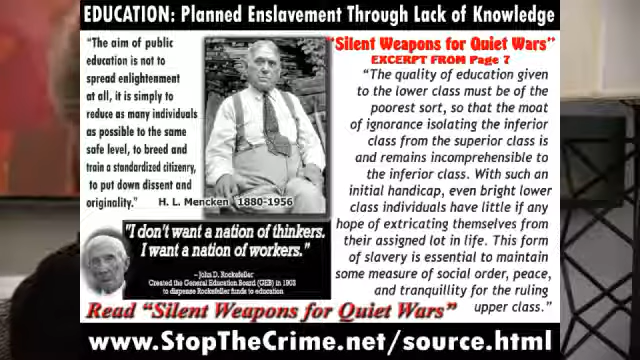 EDUCATION: Planned Enslavement Through Lack of Knowledge
"The aim of public
education is not to
spread enlightenment
at all, it is simply to
reduce as many individuals
as possible to the same
safe level, to breed and
train a standardized citizenry,
to put down dissent and
originality."
H. L. Mencken 1880-1956
"I don't want a nation of thinkers.
I want a nation of workers."
– John D. Rockefeller
Created the General Education Board (GEB) in 1903
to dispense Rockefeller funds to education
"Silent Weapons for Quiet Wars"
EXCERPT FROM Page 7
"The quality of education given
to the lower class must be of the
poorest sort, so that the moat
of ignorance isolating the inferior
class from the superior class is
and remains incomprehensible to
the inferior class. With such an
initial handicap, even bright lower
class individuals have little if any
hope of extricating themselves from
their assigned lot in life. This form
of slavery is essential to maintain
some measure of social order, peace,
and tranquillity for the ruling
upper class."
Read "Silent Weapons for Quiet Wars"
www.StopTheCrime.net/source.html